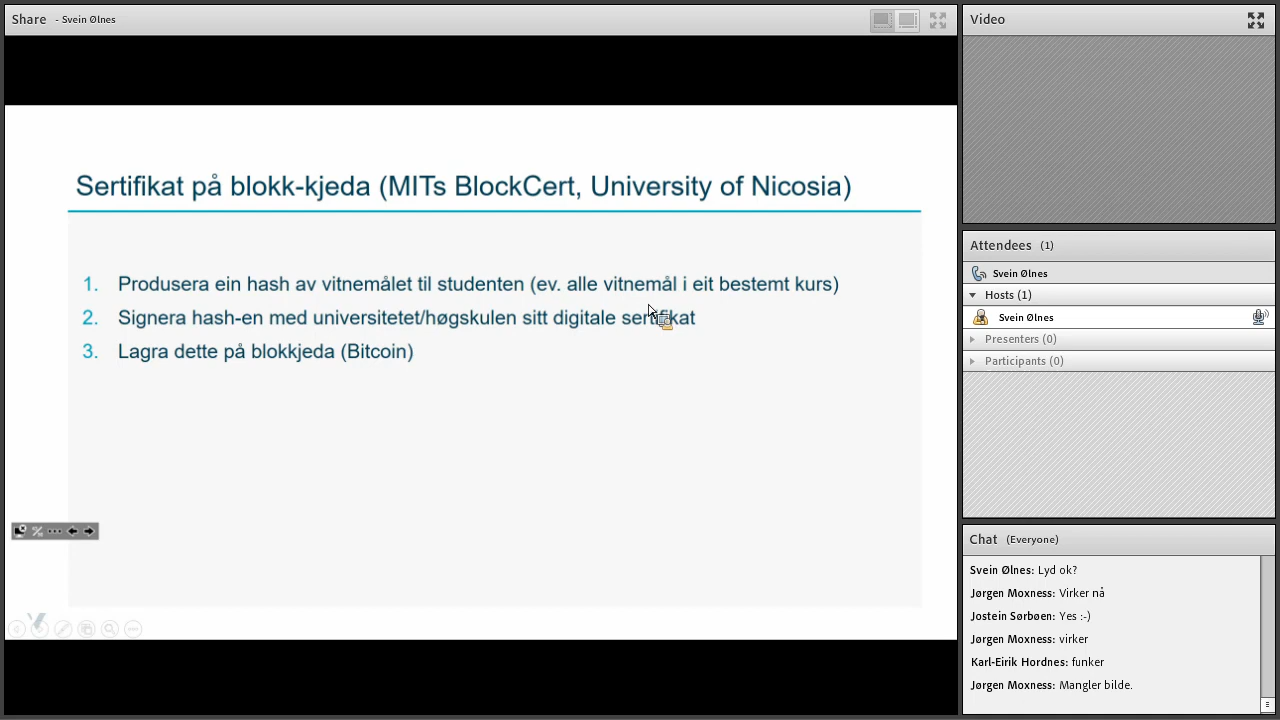 Share - Svein Ølnes
Sertifikat på blokk-kjeda (MITs BlockCert, University of Nicosia)
1. Produsera ein hash av vitnemålet til studenten (ev. alle vitnemål i eit bestemt kurs)
2. Signera hash-en med universitetet/høgskulen sitt digitale sertifikat
3. Lagra dette på blokkjeda (Bitcoin)
Video
Attendees (1)
Svein Ølnes
Hosts (1)
Svein Ølnes
Presenters (0)
Participants (0)
Chat (Everyone)
Svein Ølnes: Lyd ok?
Jørgen Moxness: Virker nå
Jostein Sørbøen: Yes :-)
Jørgen Moxness: virker
Karl-Eirik Hordnes: funker
Jørgen Moxness: Mangler bilde.